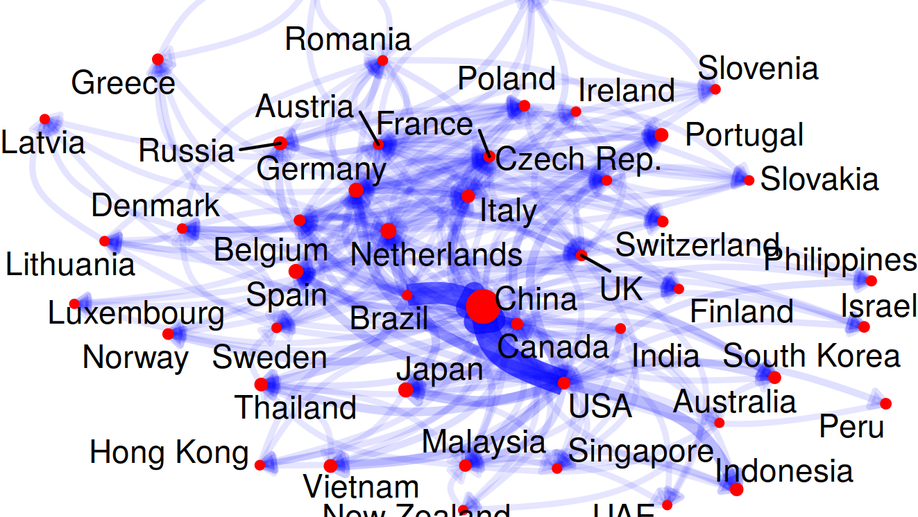 Romania
Greece
Poland
Slovenia
Ireland
Austria
France
Latvia
Russia
Portugal
Germany
Czech Rep.
Slovakia
Denmark
Italy
Belgium
Netherlands
Switzerland
Lithuania
Philippines
Spain
China
UK
Luxembourg
Brazil
Finland
Israel
Norway
Sweden
Canada
India
South Korea
Japan
Thailand
USA
Australia
Peru
Hong Kong
Malaysia
Singapore
Indonesia
Vietnam
New Zealand
UAE